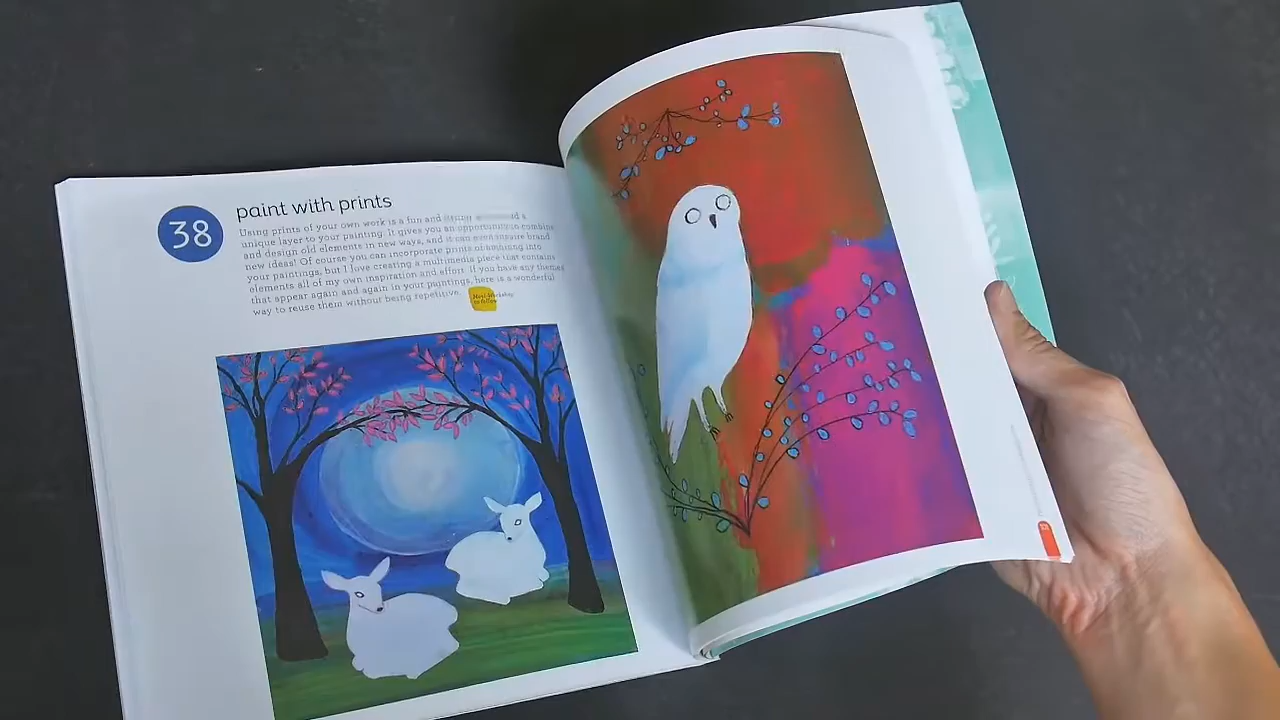 38
paint with prints
Using prints of your own work is a fun and to add a
unique layer to your painting. It gives you an opportunity to combine
and design old elements in new ways, and it can even inspire brand
new ideas! Of course you can incorporate prints of anything into
your paintings, but I love creating a multimedia piece that contains
elements all of my own inspiration and effort. If you have any themes
that appear again and again in your paintings, here is a wonderful
way to reuse them without being repetitive.